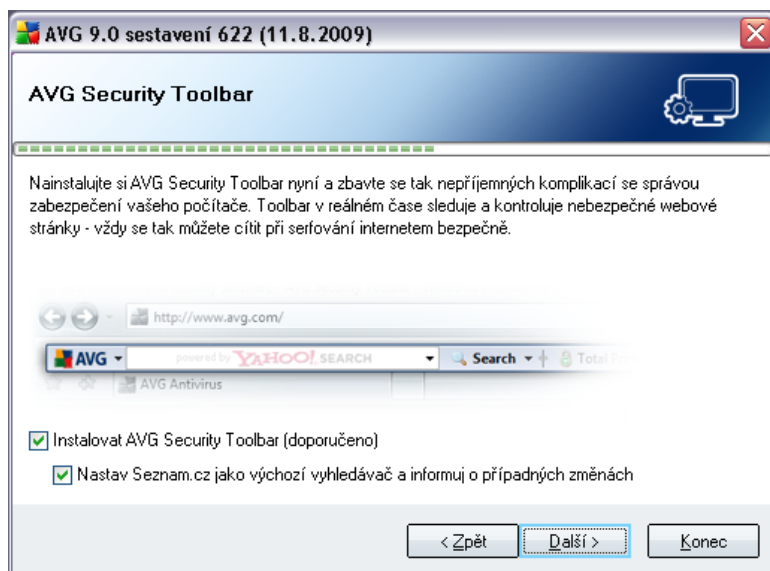 AVG 9.0 sestavení 622 (11.8.2009)
AVG Security Toolbar
Nainstalujte si AVG Security Toolbar nyní a zbavte se tak nepříjemných komplikací se správou
zabezpečení vašeho počítače. Toolbar v reálném čase sleduje a kontroluje nebezpečné webové
stránky - vždy se tak můžete cítit při serfování internetem bezpečně.
http://www.avg.com/
AVG powered by YAHOO! SEARCH Search Total
AVG Antivirus
Instalovat AVG Security Toolbar (doporučeno)
Nastav Seznam.cz jako výchozí vyhledávač a informuj o případných změnách
< Zpět Další > Konec